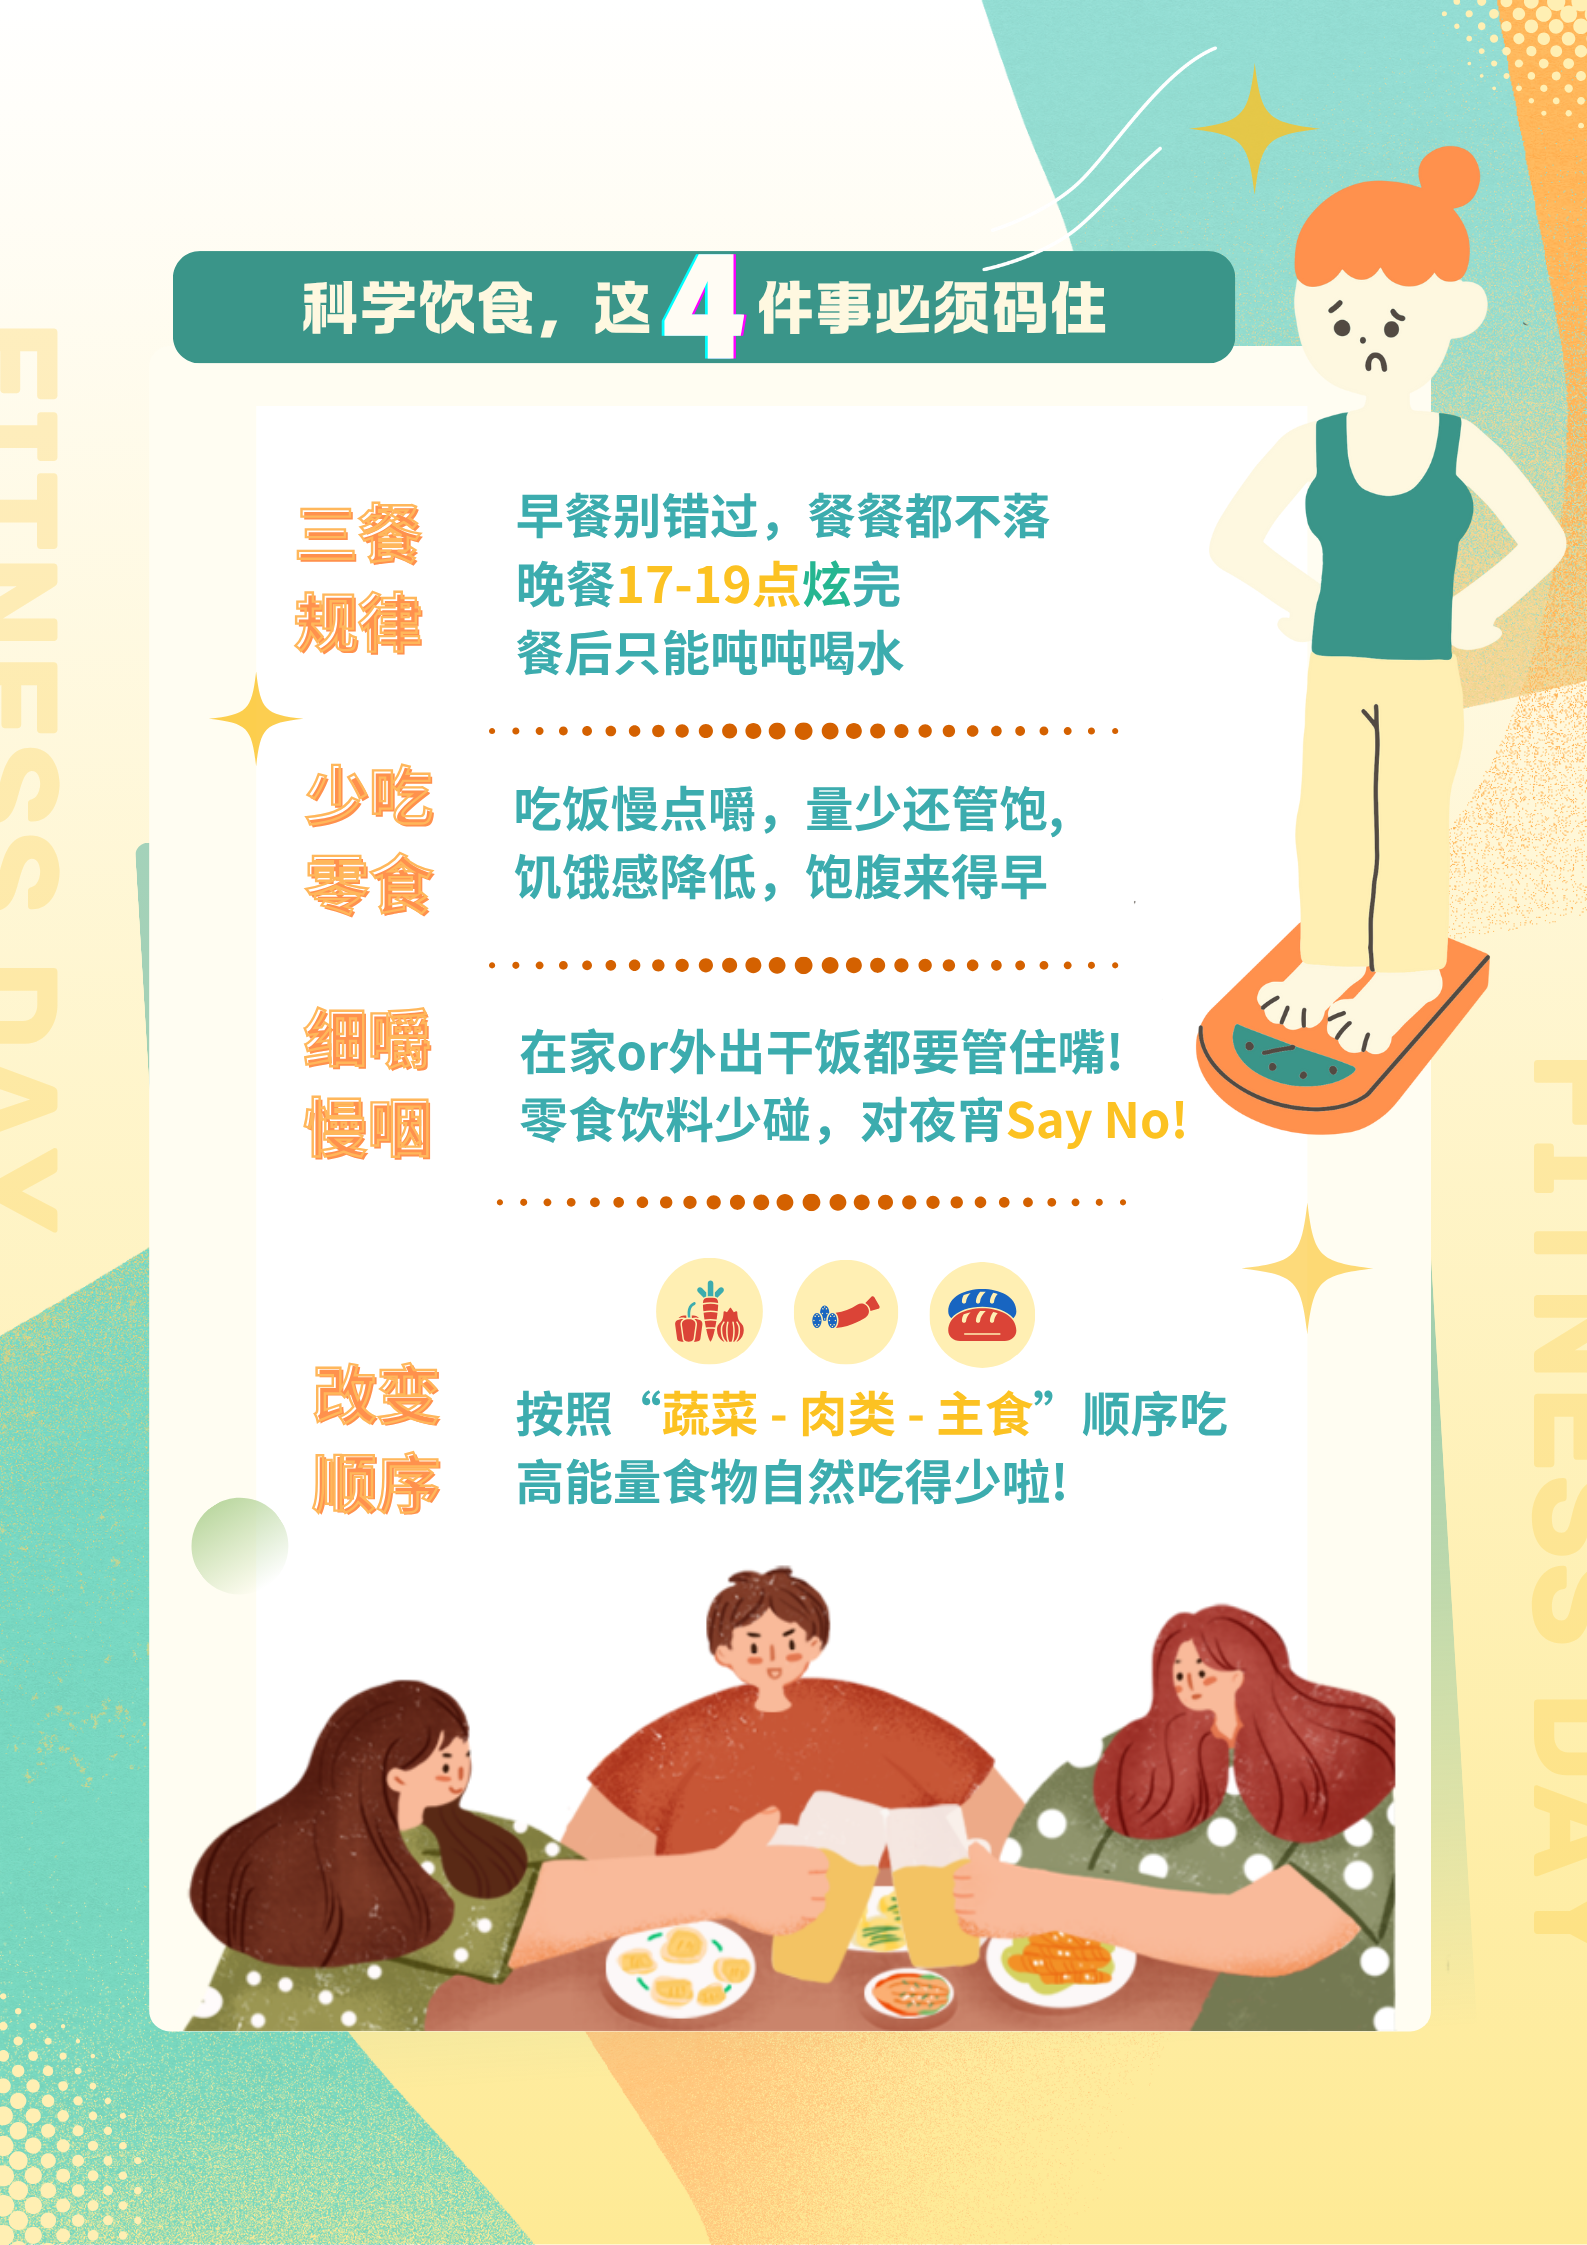 科学饮食，这4件事必须码住
三餐
规律
早餐别错过，餐餐都不落
晚餐17-19点炫完
餐后只能吨吨喝水
少吃
零食
吃饭慢点嚼，量少还管饱，
饥饿感降低，饱腹来得早
细嚼
慢咽
在家or外出干饭都要管住嘴!
零食饮料少碰，对夜宵Say No!
改变
顺序
按照“蔬菜 - 肉类 - 主食”顺序吃
高能量食物自然吃得少啦!
FITNESS DAY
FITNESS DAY